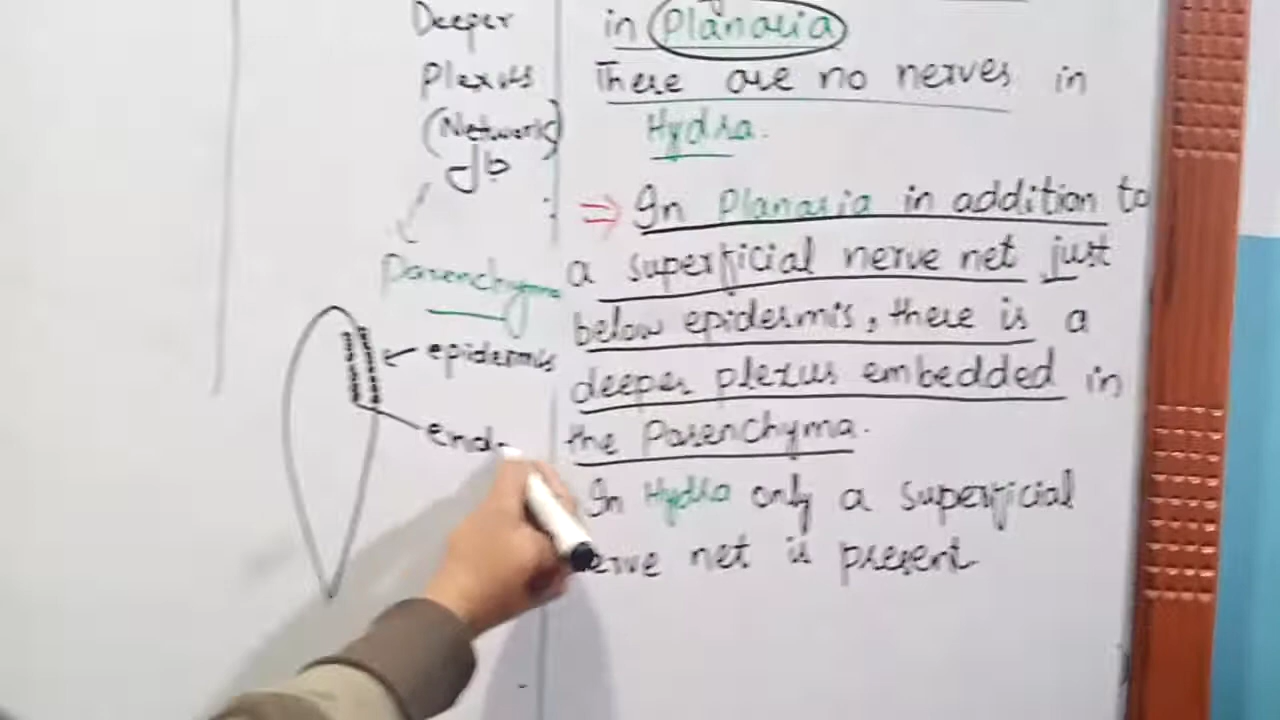 Deeper
Plexus
(Network)
Parenchyma
epidermis
end
in Planaria
There are no nerves in
Hydra.
⇒ In Planaria in addition to
a superficial nerve net just
below epidermis, there is a
deeper plexus embedded in
the Parenchyma.
In Hydra only a superficial
erve net is present